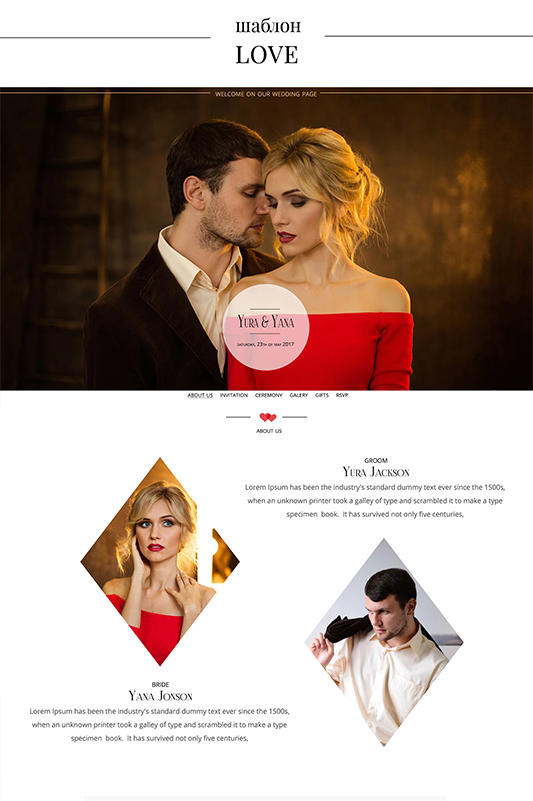 шаблон
LOVE
WELCOME ON OUR WEDDING PAGE
Yura & Yana
saturday, 23th of may 2017
ABOUT US INVITATION CEREMONY GALERY GIFTS RSVP
ABOUT US
GROOM
Yura Jackson
Lorem Ipsum has been the industry's standard dummy text ever since the 1500s,
when an unknown printer took a galley of type and scrambled it to make a type
specimen book. It has survived not only five centuries,
BRIDE
Yana Jonson
Lorem Ipsum has been the industry's standard dummy text ever since the 1500s,
when an unknown printer took a galley of type and scrambled it to make a type
specimen book. It has survived not only five centuries,